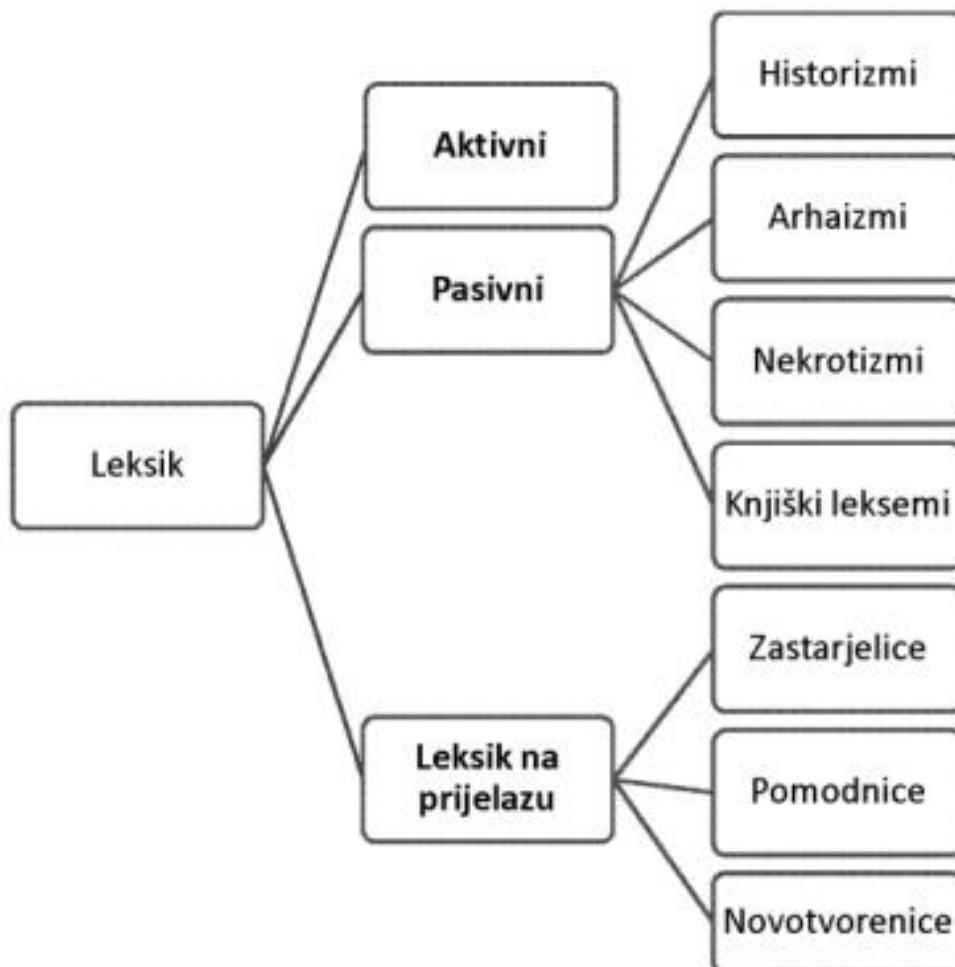 Leksik
Aktivni
Pasivni
Leksik na
prijelazu
Historizmi
Arhaizmi
Nekrotizmi
Knjiški leksemi
Zastarjelice
Pomodnice
Novotvorenice